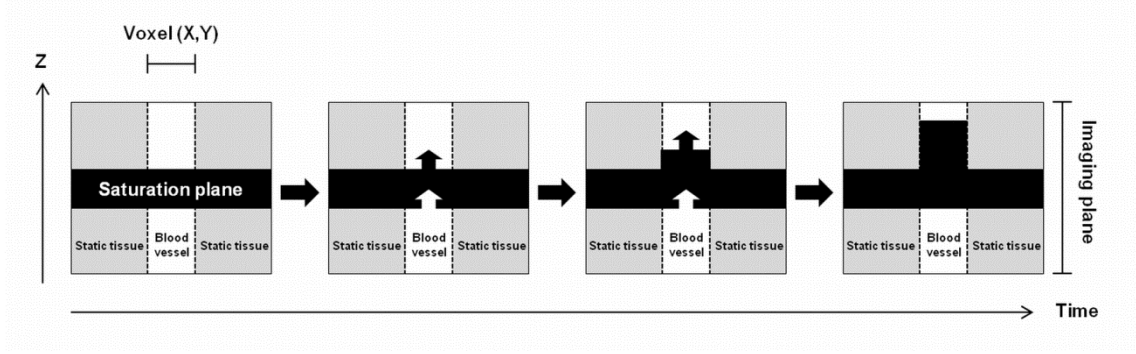 Voxel (X,Y)
Z
Saturation plane
Static tissue
Blood
vessel
Static tissue
Static tissue
Blood
vessel
Static tissue
Static tissue
Blood
vessel
Static tissue
Static tissue
Blood
vessel
Static tissue
Imaging plane
Time